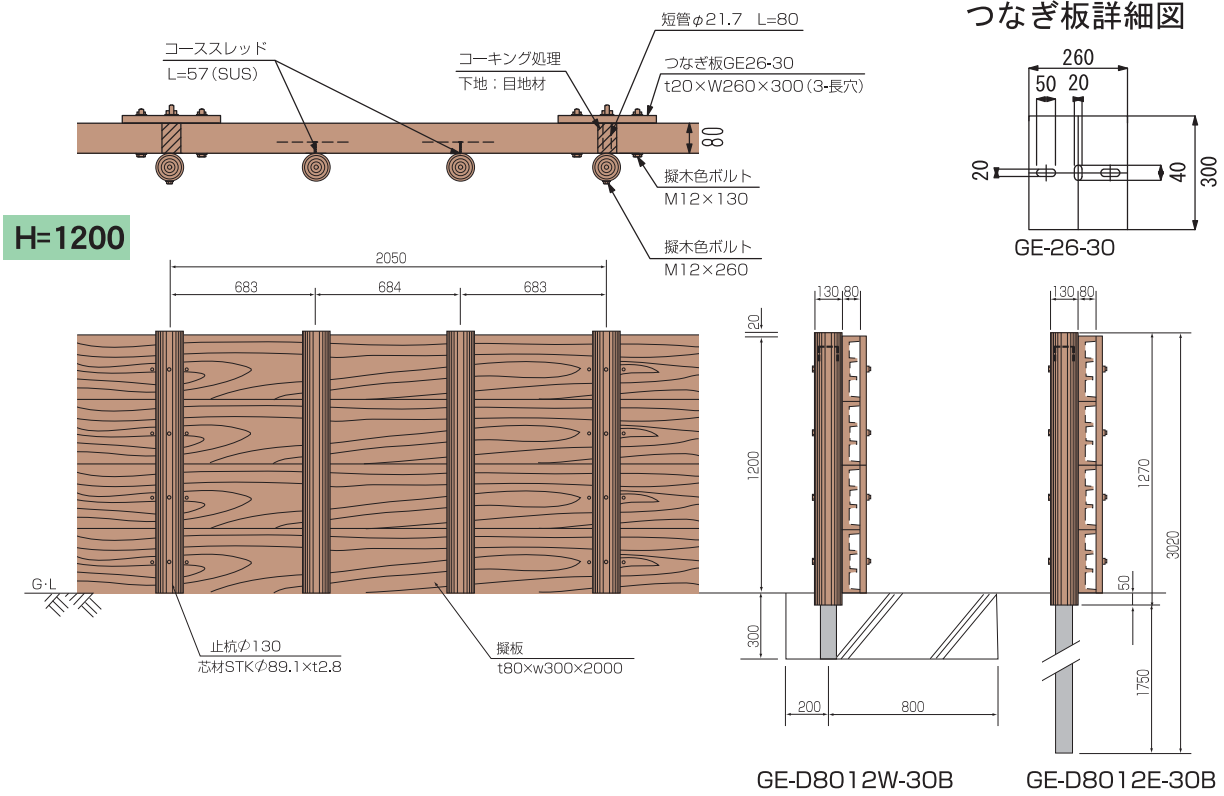 つなぎ板詳細図
短管φ21.7 L=80
コーススレッド
L=57(SUS)
コーキング処理
下地；目地材
つなぎ板GE26-30
t20×W260×300(3-長穴)
80
擬木色ボルト
M12×130
擬木色ボルト
M12×260
260
50 20
20
40
300
GE-26-30
H=1200
2050
683 684 683
130 80
20
1200
300
200 800
130 80
1270
50
3020
1750
G・L
止杭φ130
芯材STKφ89.1×t2.8
擬板
t80×w300×2000
GE-D8012W-30B
GE-D8012E-30B